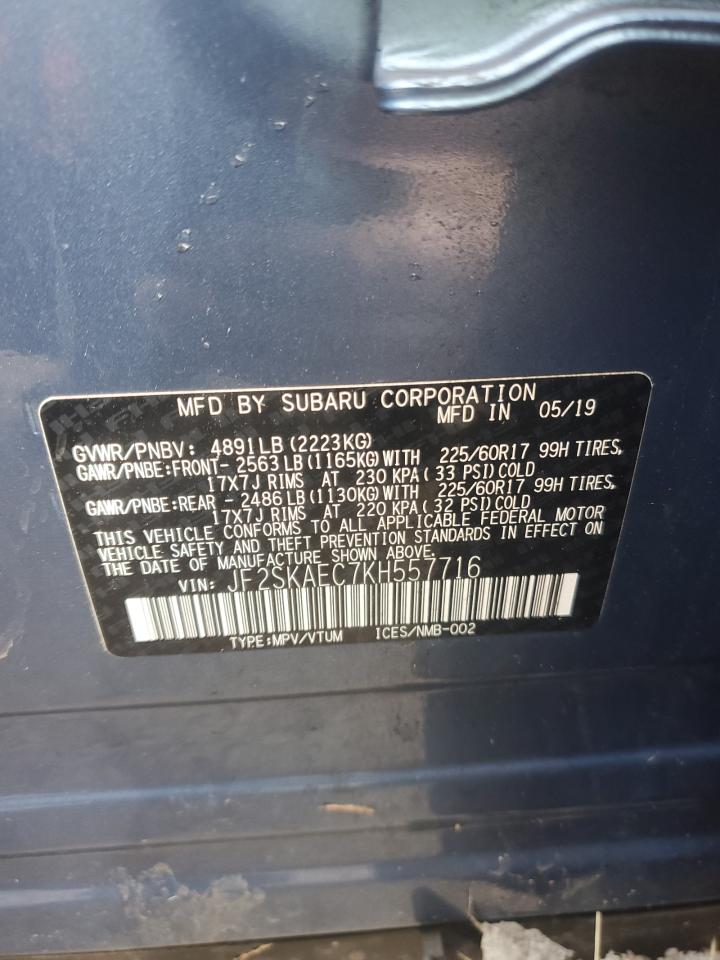 MFD BY SUBARU CORPORATION
MFD IN 05/19
GVWR/PNBV: 4891LB(2223KG)
GAWR/PNBE:FRONT- 2563LB(1165KG)WITH 225/60R17 99H TIRES,
17X7J RIMS AT 230 KPA(33 PSI)COLD
GAWR/PNBE:REAR - 2486LB(1130KG)WITH 225/60R17 99H TIRES,
17X7J RIMS AT 220 KPA(32 PSI)COLD
THIS VEHICLE CONFORMS TO ALL APPLICABLE FEDERAL MOTOR
VEHICLE SAFETY AND THEFT PREVENTION STANDARDS IN EFFECT ON
THE DATE OF MANUFACTURE SHOWN ABOVE.
VIN: JF2SKAEC7KH557716
TYPE:MPV/VTUM ICES/NMB-002